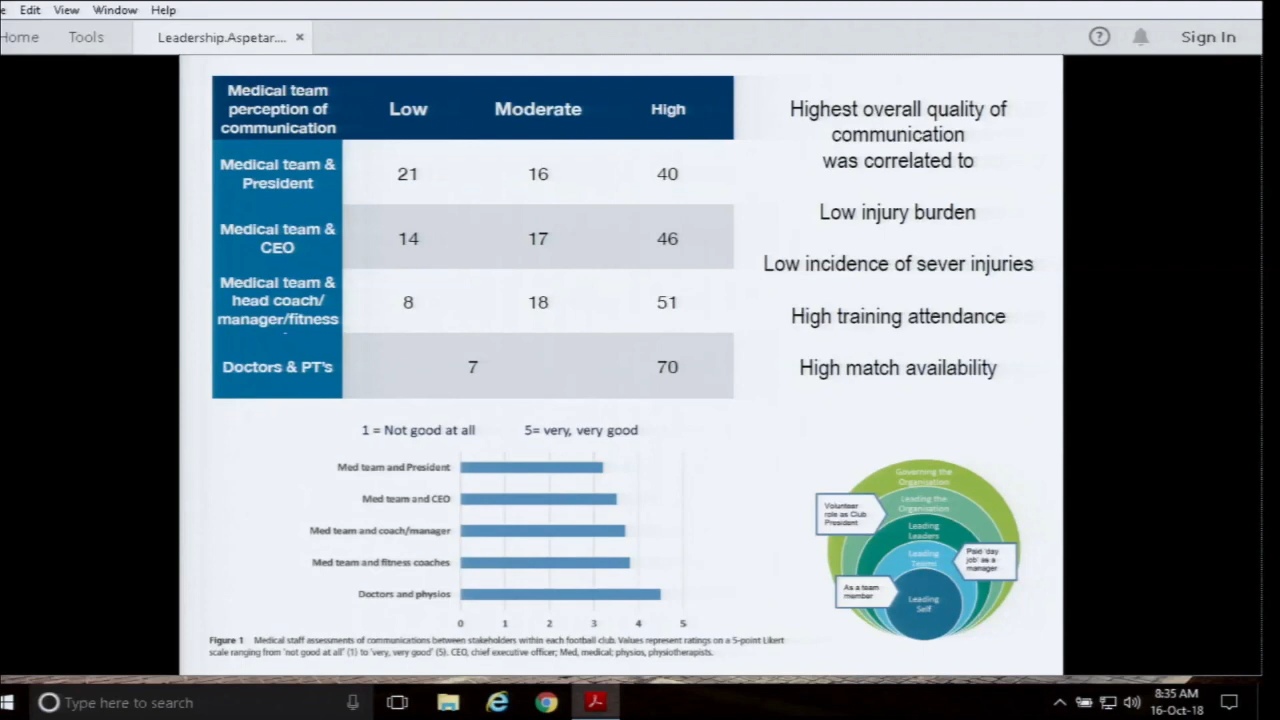 Edit View Window Help
Home Tools Leadership.Aspetar.... × ? Sign In
Medical team
perception of
communication
Low Moderate High
Medical team &
President
21 16 40
Medical team &
CEO
14 17 46
Medical team &
head coach/
manager/fitness
8 18 51
Doctors & PT's
7 70
Highest overall quality of
communication
was correlated to
Low injury burden
Low incidence of sever injuries
High training attendance
High match availability
1 = Not good at all 5= very, very good
Med team and President
Med team and CEO
Med team and coach/manager
Med team and fitness coaches
Doctors and physios
0 1 2 3 4 5
Figure 1 Medical staff assessments of communications between stakeholders within each football club. Values represent ratings on a 5-point Likert
scale ranging from 'not good at all' (1) to 'very, very good' (5). CEO, chief executive officer; Med, medical; physios, physiotherapists.
Governing the
Organisation
Leading the
Organisation
Leading
Leaders
Leading
Teams
Leading
Self
Volunteer
role as Club
President
Paid 'day
job' as a
manager
As a team
member
Type here to search
8:35 AM
16-Oct-18